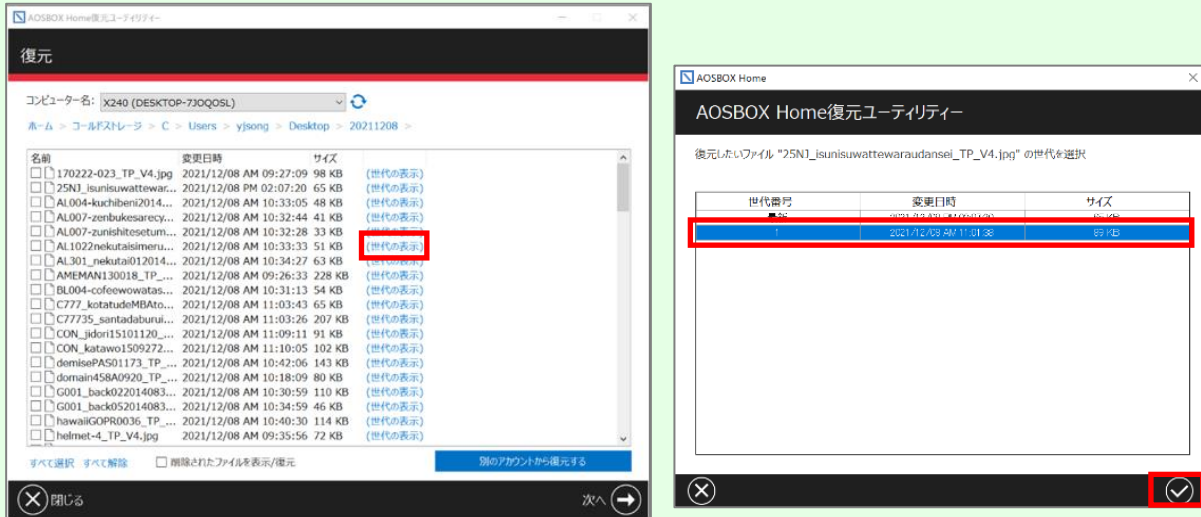 AOSBOX Home復元ユーティリティー
復元
コンピューター名: X240 (DESKTOP-7JOQOSL)
ホーム > コールドストレージ > C > Users > yjsong > Desktop > 20211208 >
名前 変更日時 サイズ
170222-023_TP_V4.jpg 2021/12/08 AM 09:27:09 98 KB (世代の表示)
25NJ_isunisuwattewar... 2021/12/08 PM 02:07:20 65 KB (世代の表示)
AL004-kuchibeni2014... 2021/12/08 AM 10:33:05 48 KB (世代の表示)
AL007-zenbukesarecy... 2021/12/08 AM 10:32:44 41 KB (世代の表示)
AL007-zunishitesetum... 2021/12/08 AM 10:32:28 33 KB (世代の表示)
AL1022nekutaisimeru... 2021/12/08 AM 10:33:33 51 KB (世代の表示)
AL301_nekutai012014... 2021/12/08 AM 10:34:27 63 KB (世代の表示)
AMEMAN130018_TP_... 2021/12/08 AM 09:26:33 228 KB (世代の表示)
BL004-cofeewowatas... 2021/12/08 AM 10:31:13 54 KB (世代の表示)
C777_kotatudeMBAto... 2021/12/08 AM 11:03:43 65 KB (世代の表示)
C77735_santadaburui... 2021/12/08 AM 11:03:26 207 KB (世代の表示)
CON_jidori15101120_... 2021/12/08 AM 11:09:11 91 KB (世代の表示)
CON_katawo1509272... 2021/12/08 AM 11:10:05 102 KB (世代の表示)
demisePAS01173_TP_... 2021/12/08 AM 10:42:06 143 KB (世代の表示)
domain458A0920_TP_... 2021/12/08 AM 10:18:09 80 KB (世代の表示)
G001_back022014083... 2021/12/08 AM 10:30:59 110 KB (世代の表示)
G001_back052014083... 2021/12/08 AM 10:34:59 46 KB (世代の表示)
hawaiiGOPR0036_TP_... 2021/12/08 AM 10:40:30 114 KB (世代の表示)
helmet-4_TP_V4.jpg 2021/12/08 AM 09:35:56 72 KB (世代の表示)
すべて選択 すべて解除 削除されたファイルを表示/復元 別のアカウントから復元する
閉じる 次へ
AOSBOX Home
AOSBOX Home復元ユーティリティー
復元したいファイル "25NJ_isunisuwattewaraudansei_TP_V4.jpg" の世代を選択
世代番号 変更日時 サイズ
最新
1 2021/12/08 AM 11:01:38 89 KB